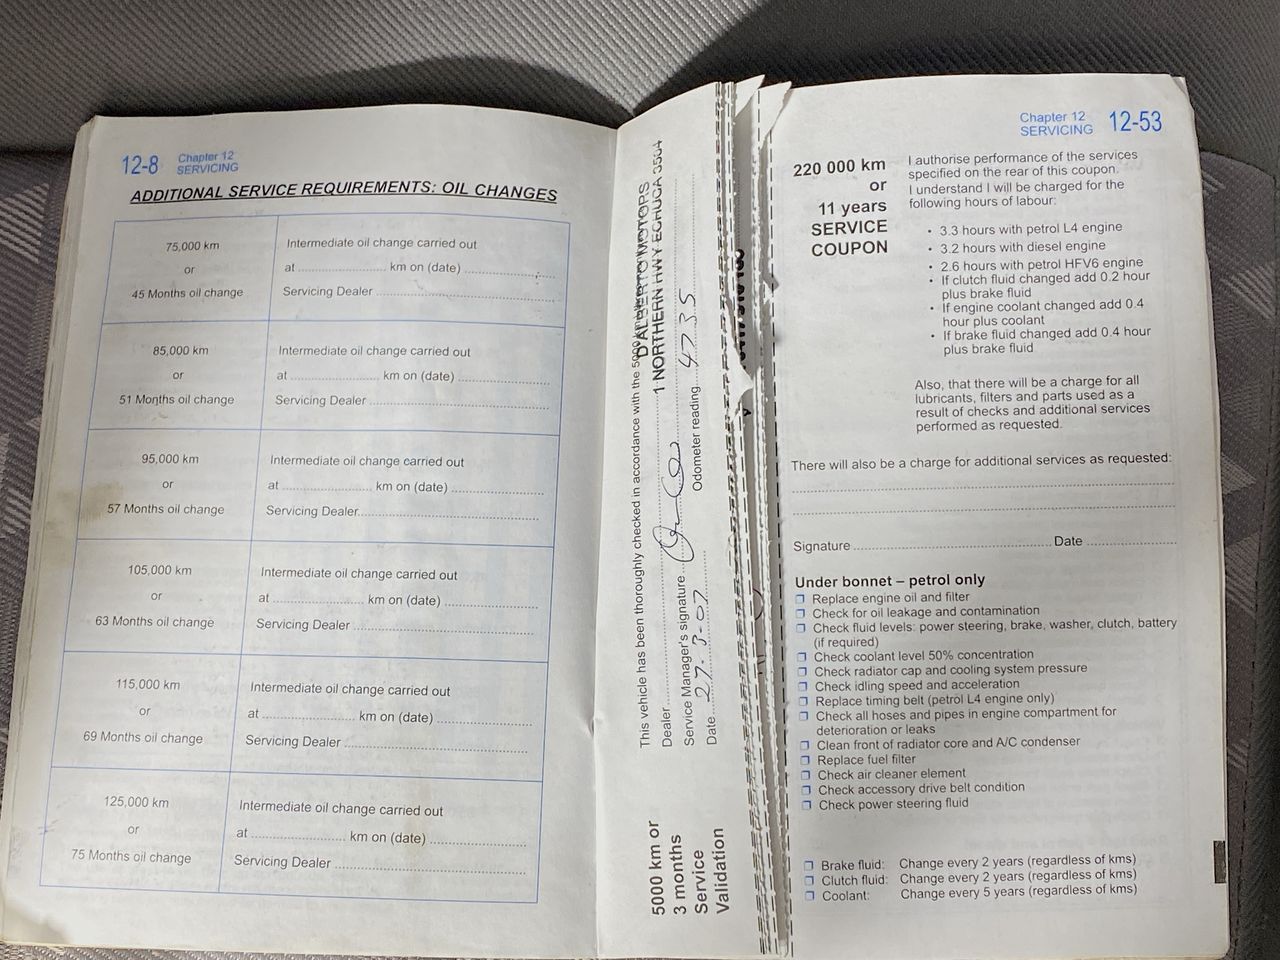 12-8 Chapter 12
SERVICING
ADDITIONAL SERVICE REQUIREMENTS: OIL CHANGES
75,000 km
or
45 Months oil change
Intermediate oil change carried out
at .............................. km on (date) ..............................
Servicing Dealer ..............................
85,000 km
or
51 Months oil change
Intermediate oil change carried out
at .............................. km on (date) ..............................
Servicing Dealer ..............................
95,000 km
or
57 Months oil change
Intermediate oil change carried out
at .............................. km on (date) ..............................
Servicing Dealer..............................
105,000 km
or
63 Months oil change
Intermediate oil change carried out
at .............................. km on (date) ..............................
Servicing Dealer ..............................
115,000 km
or
69 Months oil change
Intermediate oil change carried out
at .............................. km on (date) ..............................
Servicing Dealer ..............................
125,000 km
or
75 Months oil change
Intermediate oil change carried out
at .............................. km on (date) ..............................
Servicing Dealer ..............................
5000 km or
3 months
Service
Validation
This vehicle has been thoroughly checked in accordance with the 5000
DALBERTO MOTORS
Dealer.............. 1 NORTHERN HWY ECHUCA 3564
Service Manager's signature..............
Date.... 27-3-07 .... Odometer reading.... 4735
Chapter 12
SERVICING 12-53
220 000 km
or
11 years
SERVICE
COUPON
I authorise performance of the services
specified on the rear of this coupon.
I understand I will be charged for the
following hours of labour:
• 3.3 hours with petrol L4 engine
• 3.2 hours with diesel engine
• 2.6 hours with petrol HFV6 engine
• If clutch fluid changed add 0.2 hour
plus brake fluid
• If engine coolant changed add 0.4
hour plus coolant
• If brake fluid changed add 0.4 hour
plus brake fluid
Also, that there will be a charge for all
lubricants, filters and parts used as a
result of checks and additional services
performed as requested.
There will also be a charge for additional services as requested:
Signature .............................. Date ..............................
Under bonnet – petrol only
❒ Replace engine oil and filter
❒ Check for oil leakage and contamination
❒ Check fluid levels: power steering, brake, washer, clutch, battery
(if required)
❒ Check coolant level 50% concentration
❒ Check radiator cap and cooling system pressure
❒ Check idling speed and acceleration
❒ Replace timing belt (petrol L4 engine only)
❒ Check all hoses and pipes in engine compartment for
deterioration or leaks
❒ Clean front of radiator core and A/C condenser
❒ Replace fuel filter
❒ Check air cleaner element
❒ Check accessory drive belt condition
❒ Check power steering fluid
❒ Brake fluid: Change every 2 years (regardless of kms)
❒ Clutch fluid: Change every 2 years (regardless of kms)
❒ Coolant: Change every 5 years (regardless of kms)